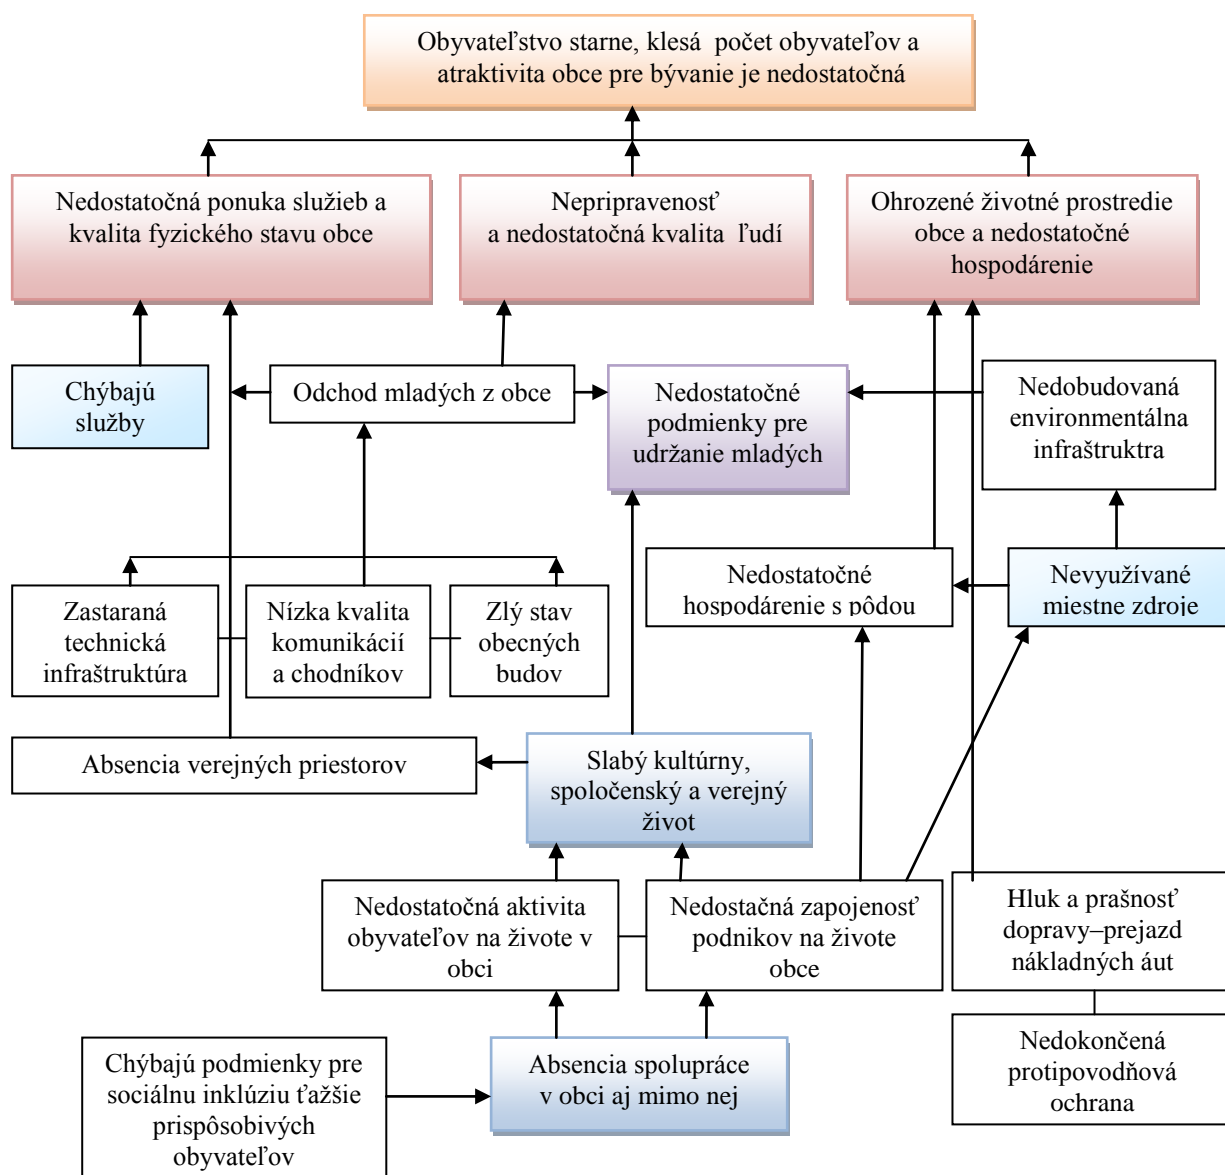 Obyvateľstvo starne, klesá počet obyvateľov a
atraktivita obce pre bývanie je nedostatočná
Nedostatočná ponuka služieb a
kvalita fyzického stavu obce
Nepripravenosť
a nedostatočná kvalita ľudí
Ohrozené životné prostredie
obce a nedostatočné
hospodárenie
Chýbajú
služby
Odchod mladých z obce
Nedostatočné
podmienky pre
udržanie mladých
Nedobudovaná
environmentálna
infraštruktra
Zastaraná
technická
infraštruktúra
Nízka kvalita
komunikácií
a chodníkov
Zlý stav
obecných
budov
Nedostatočné
hospodárenie s pôdou
Nevyužívané
miestne zdroje
Absencia verejných priestorov
Slabý kultúrny,
spoločenský a verejný
život
Nedostatočná aktivita
obyvateľov na živote v
obci
Nedostačná zapojenosť
podnikov na živote
obce
Hluk a prašnosť
dopravy–prejazd
nákladných áut
Chýbajú podmienky pre
sociálnu inklúziu ťažšie
prispôsobivých
obyvateľov
Absencia spolupráce
v obci aj mimo nej
Nedokončená
protipovodňová
ochrana